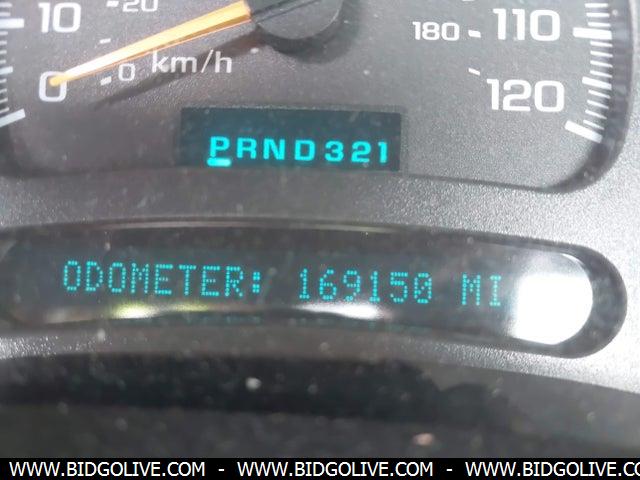 10 20 180 110
0 0 km/h 120
PRND321
ODOMETER: 169150 MI
WWW.BIDGOLIVE.COM - WWW.BIDGOLIVE.COM - WWW.BIDGOLIVE.COM